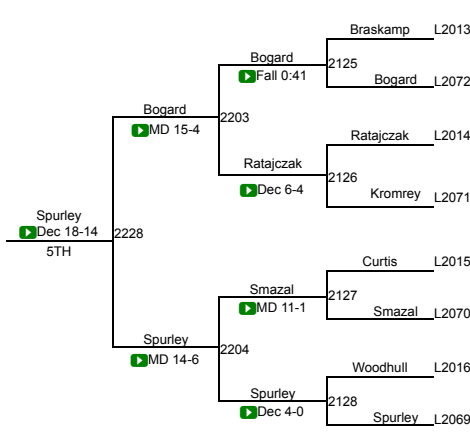 Braskamp L2013
Bogard 2125
Fall 0:41
Bogard L2072
Bogard 2203
MD 15-4
Ratajczak L2014
Ratajczak 2126
Dec 6-4
Kromrey L2071
Spurley
Dec 18-14 2228
5TH
Curtis L2015
Smazal 2127
MD 11-1
Smazal L2070
Spurley 2204
MD 14-6
Woodhull L2016
Spurley 2128
Dec 4-0
Spurley L2069